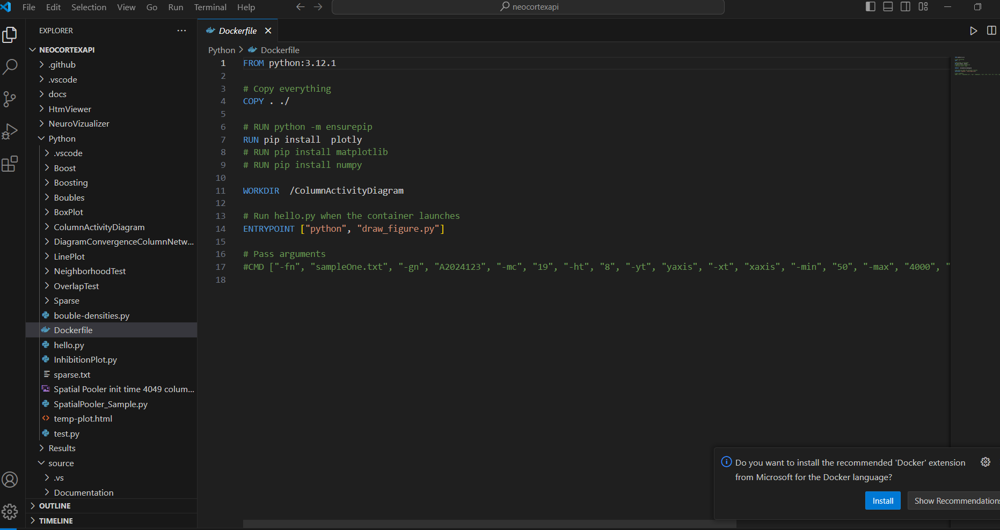 File Edit Selection View Go Run Terminal Help
neocortexapi
EXPLORER
NEOCORTEXAPI
.github
.vscode
docs
HtmViewer
NeuroVizualizer
Python
.vscode
Boost
Boosting
Boubles
BoxPlot
ColumnActivityDiagram
DiagramConvergenceColumnNetw...
LinePlot
NeighborhoodTest
OverlapTest
Sparse
bouble-densities.py
Dockerfile
hello.py
InhibitionPlot.py
sparse.txt
Spatial Pooler init time 4049 colum...
SpatialPooler_Sample.py
temp-plot.html
test.py
Results
source
.vs
Documentation
OUTLINE
TIMELINE
Dockerfile
Python > Dockerfile
1 FROM python:3.12.1
2
3 # Copy everything
4 COPY . ./
5
6 # RUN python -m ensurepip
7 RUN pip install  plotly
8 # RUN pip install matplotlib
9 # RUN pip install numpy
10
11 WORKDIR  /ColumnActivityDiagram
12
13 # Run hello.py when the container launches
14 ENTRYPOINT ["python", "draw_figure.py"]
15
16 # Pass arguments
17 #CMD ["-fn", "sampleOne.txt", "-gn", "A2024123", "-mc", "19", "-ht", "8", "-yt", "yaxis", "-xt", "xaxis", "-min", "50", "-max", "4000", "
18
Do you want to install the recommended 'Docker' extension
from Microsoft for the Docker language?
Install
Show Recommendations